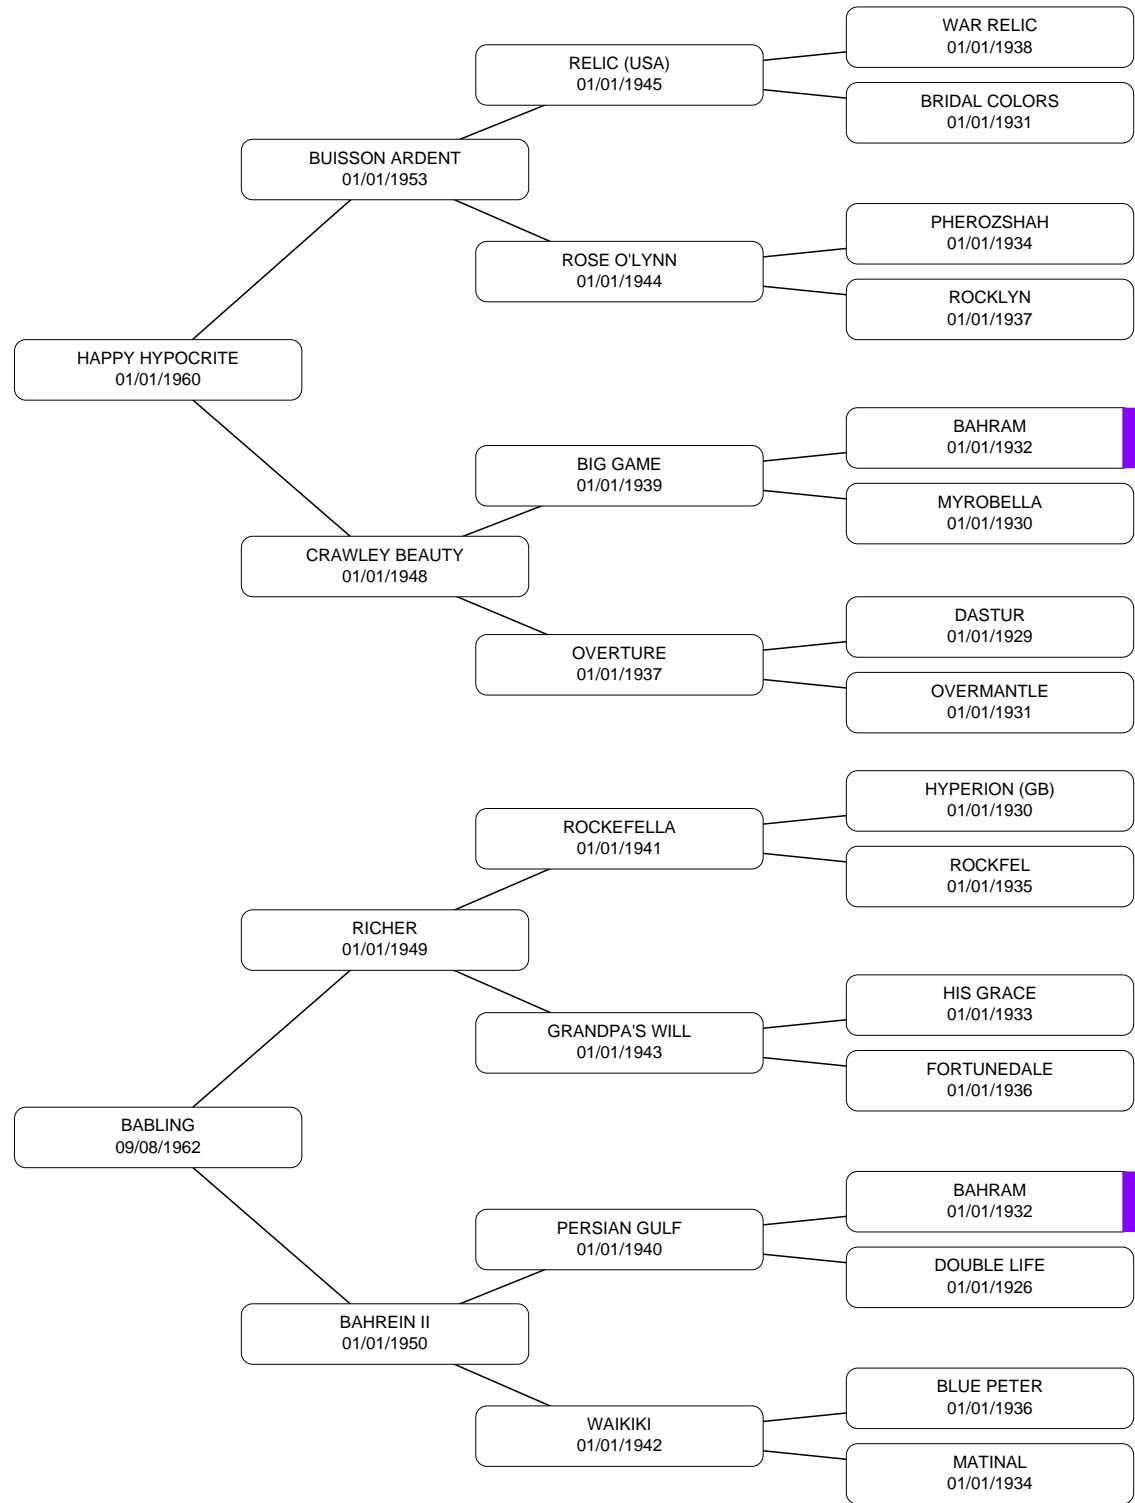 WAR RELIC
01/01/1938
RELIC (USA)
01/01/1945
BRIDAL COLORS
01/01/1931
BUISSON ARDENT
01/01/1953
PHEROZSHAH
01/01/1934
ROSE O'LYNN
01/01/1944
ROCKLYN
01/01/1937
HAPPY HYPOCRITE
01/01/1960
BAHRAM
01/01/1932
BIG GAME
01/01/1939
MYROBELLA
01/01/1930
CRAWLEY BEAUTY
01/01/1948
DASTUR
01/01/1929
OVERTURE
01/01/1937
OVERMANTLE
01/01/1931
HYPERION (GB)
01/01/1930
ROCKEFELLA
01/01/1941
ROCKFEL
01/01/1935
RICHER
01/01/1949
HIS GRACE
01/01/1933
GRANDPA'S WILL
01/01/1943
FORTUNEDALE
01/01/1936
BABLING
09/08/1962
BAHRAM
01/01/1932
PERSIAN GULF
01/01/1940
DOUBLE LIFE
01/01/1926
BAHREIN II
01/01/1950
BLUE PETER
01/01/1936
WAIKIKI
01/01/1942
MATINAL
01/01/1934